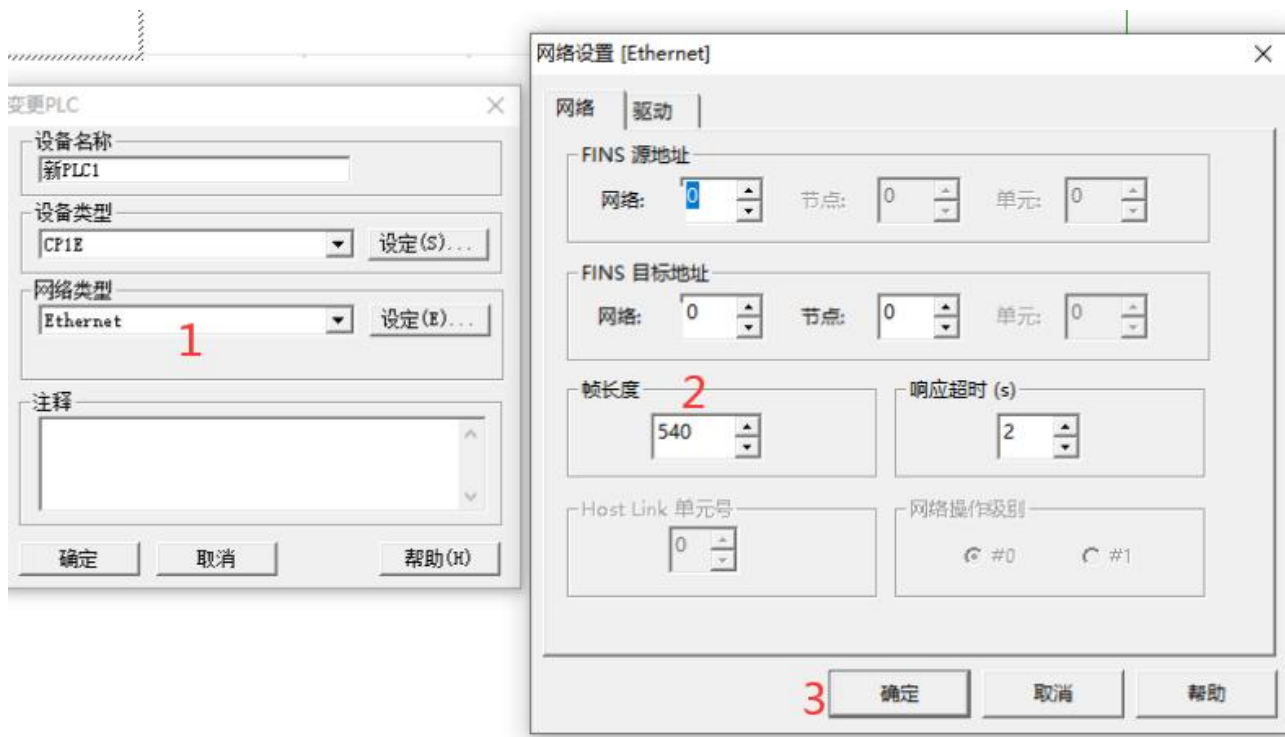 变更PLC
设备名称
新PLC1
设备类型
CP1E
设定(S)...
网络类型
Ethernet
设定(E)...
1
注释
确定
取消
帮助(H)
网络设置 [Ethernet]
网络
驱动
FINS 源地址
网络: 0 节点: 0 单元: 0
FINS 目标地址
网络: 0 节点: 0 单元: 0
帧长度
2
540
响应超时 (s)
2
Host Link 单元号
0
网络操作级别
#0 #1
3
确定
取消
帮助